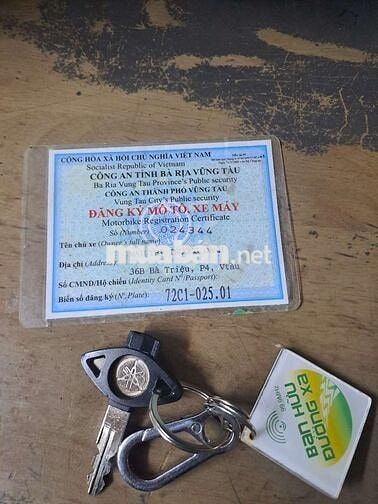 CỘNG HÒA XÃ HỘI CHỦ NGHĨA VIỆT NAM
Socialist Republic of Vietnam
CÔNG AN TỈNH BÀ RỊA VŨNG TÀU
Ba Ria Vung Tau Province's Public security
CÔNG AN THÀNH PHỐ VŨNG TÀU
Vung Tau City's Public security
ĐĂNG KÝ MÔ TÔ, XE MÁY
Motorbike Registration Certificate
Số (Number) 024344
Tên chủ xe (Owner's full name)
muaban.net
Địa chỉ (Address) 36B Bà Triệu, P4, Vtàu
Số CMND/Hộ chiếu (Identity Card N°/Passport):
Biển số đăng ký (N° Plate): 72C1-025.01
BẠN HỮU
ĐƯỜNG XA